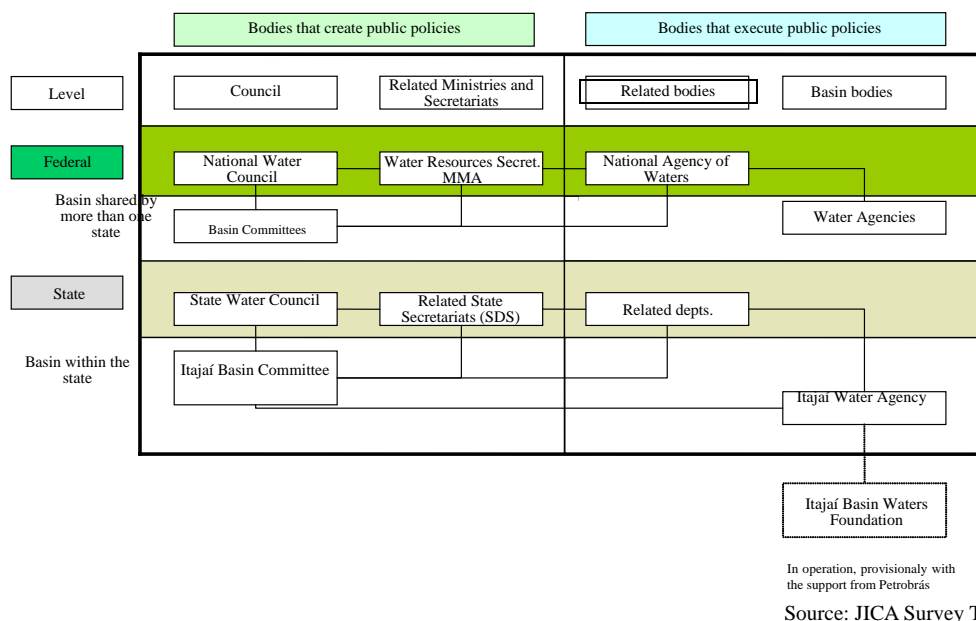 Bodies that create public policies
Bodies that execute public policies
Level
Council
Related Ministries and
Secretariats
Related bodies
Basin bodies
Federal
National Water
Council
Water Resources Secret.
MMA
National Agency of
Waters
Basin shared by
more than one
state
Basin Committees
Water Agencies
State
State Water Council
Related State
Secretariats (SDS)
Related depts.
Basin within the
state
Itajaí Basin Committee
Itajaí Water Agency
Itajaí Basin Waters
Foundation
In operation, provisionaly with
the support from Petrobrás
Source: JICA Survey T